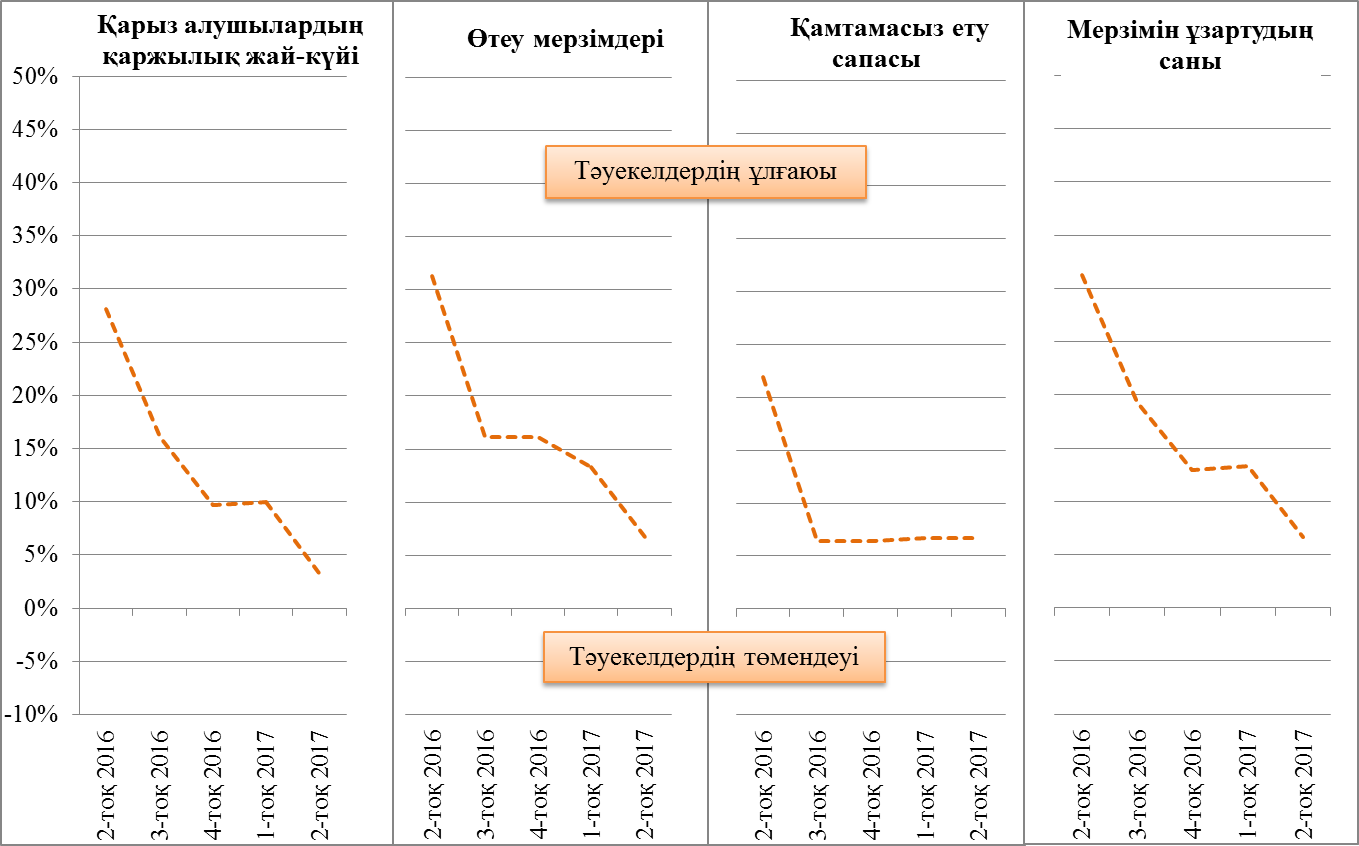 Қарыз алушылардың
қаржылық жай-күйі
Өтеу мерзімдері
Қамтамасыз ету
сапасы
Мерзімін ұзартудың
саны
50%
45%
40%
35%
30%
25%
20%
15%
10%
5%
0%
-5%
-10%
Тәуекелдердің ұлғаюы
Тәуекелдердің төмендеуі
2-тоқ 2016
3-тоқ 2016
4-тоқ 2016
1-тоқ 2017
2-тоқ 2017
2-тоқ 2016
3-тоқ 2016
4-тоқ 2016
1-тоқ 2017
2-тоқ 2017
2-тоқ 2016
3-тоқ 2016
4-тоқ 2016
1-тоқ 2017
2-тоқ 2017
2-тоқ 2016
3-тоқ 2016
4-тоқ 2016
1-тоқ 2017
2-тоқ 2017